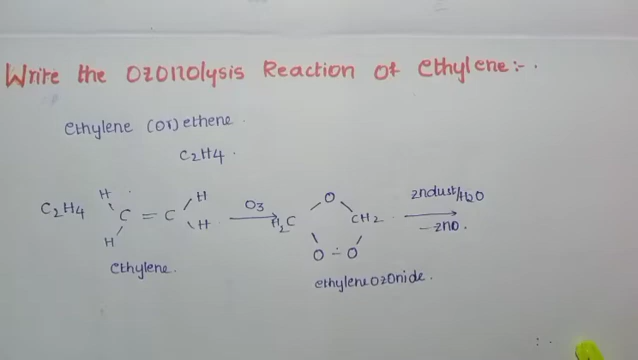 Write the Ozonolysis Reaction Of Ethylene:-.
Ethylene (or) ethene.
C2H4.
C2H4 H H C = C H H O3 O H2C CH2 O - O Zndust/H2O -ZnO.
Ethylene.
ethyleneozonide.